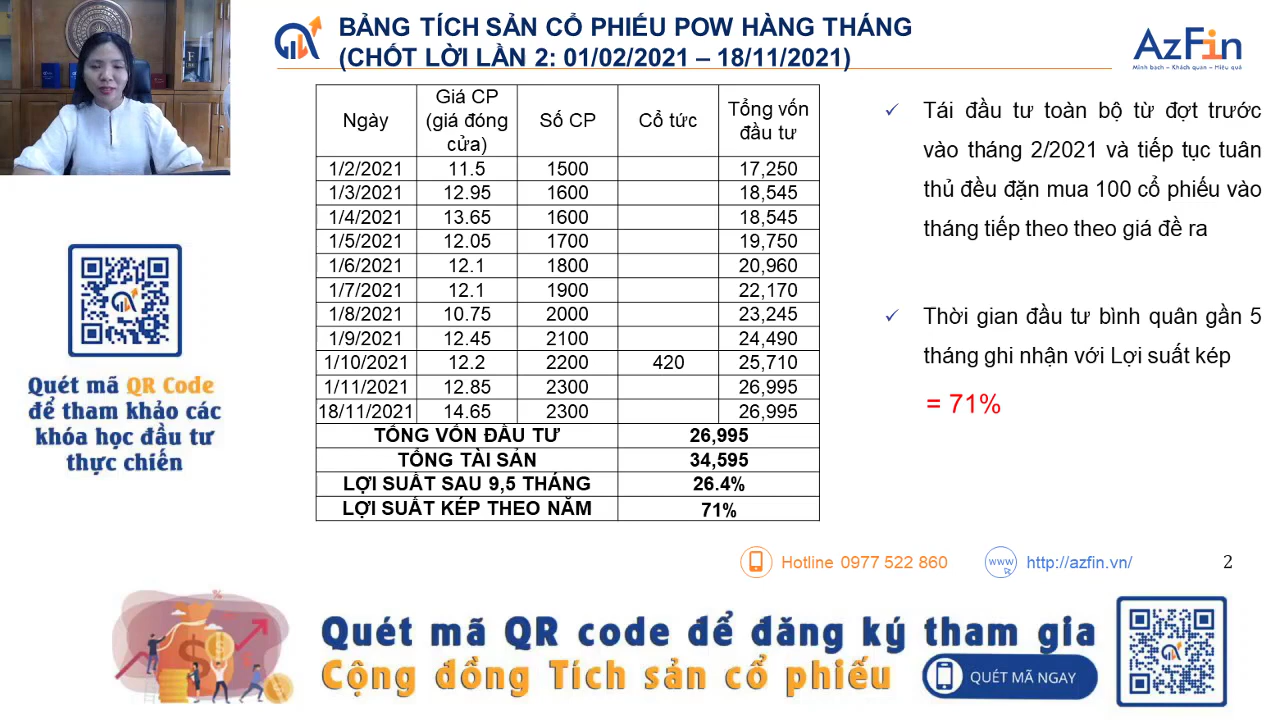 BẢNG TÍCH SẢN CỔ PHIẾU POW HÀNG THÁNG
(CHỐT LỜI LẦN 2: 01/02/2021 – 18/11/2021)
AzFin
Minh bạch – Khách quan – Hiệu quả
Ngày Giá CP (giá đóng cửa) Số CP Cổ tức Tổng vốn đầu tư
1/2/2021 11.5 1500 17,250
1/3/2021 12.95 1600 18,545
1/4/2021 13.65 1600 18,545
1/5/2021 12.05 1700 19,750
1/6/2021 12.1 1800 20,960
1/7/2021 12.1 1900 22,170
1/8/2021 10.75 2000 23,245
1/9/2021 12.45 2100 24,490
1/10/2021 12.2 2200 420 25,710
1/11/2021 12.85 2300 26,995
18/11/2021 14.65 2300 26,995
TỔNG VỐN ĐẦU TƯ 26,995
TỔNG TÀI SẢN 34,595
LỢI SUẤT SAU 9,5 THÁNG 26.4%
LỢI SUẤT KÉP THEO NĂM 71%
Tái đầu tư toàn bộ từ đợt trước
vào tháng 2/2021 và tiếp tục tuân
thủ đều đặn mua 100 cổ phiếu vào
tháng tiếp theo theo giá đề ra
Thời gian đầu tư bình quân gần 5
tháng ghi nhận với Lợi suất kép
= 71%
Quét mã QR Code
để tham khảo các
khóa học đầu tư
thực chiến
Hotline 0977 522 860
www
http://azfin.vn/
2
Quét mã QR code để đăng ký tham gia
Cộng đồng Tích sản cổ phiếu
QUÉT MÃ NGAY